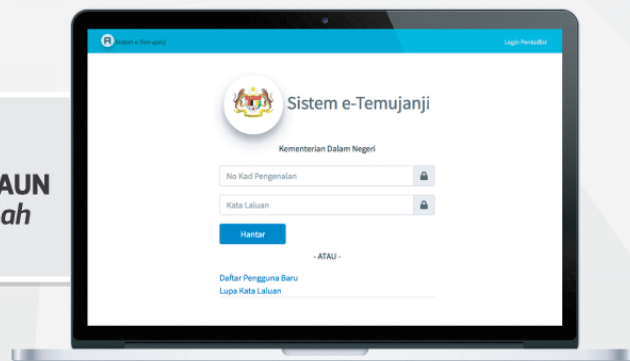 Sistem e-Temujanji
Login Pentadbir
Sistem e-Temujanji
Kementerian Dalam Negeri
AUN
ah
No Kad Pengenalan
Kata Laluan
Hantar
- ATAU -
Daftar Pengguna Baru
Lupa Kata Laluan